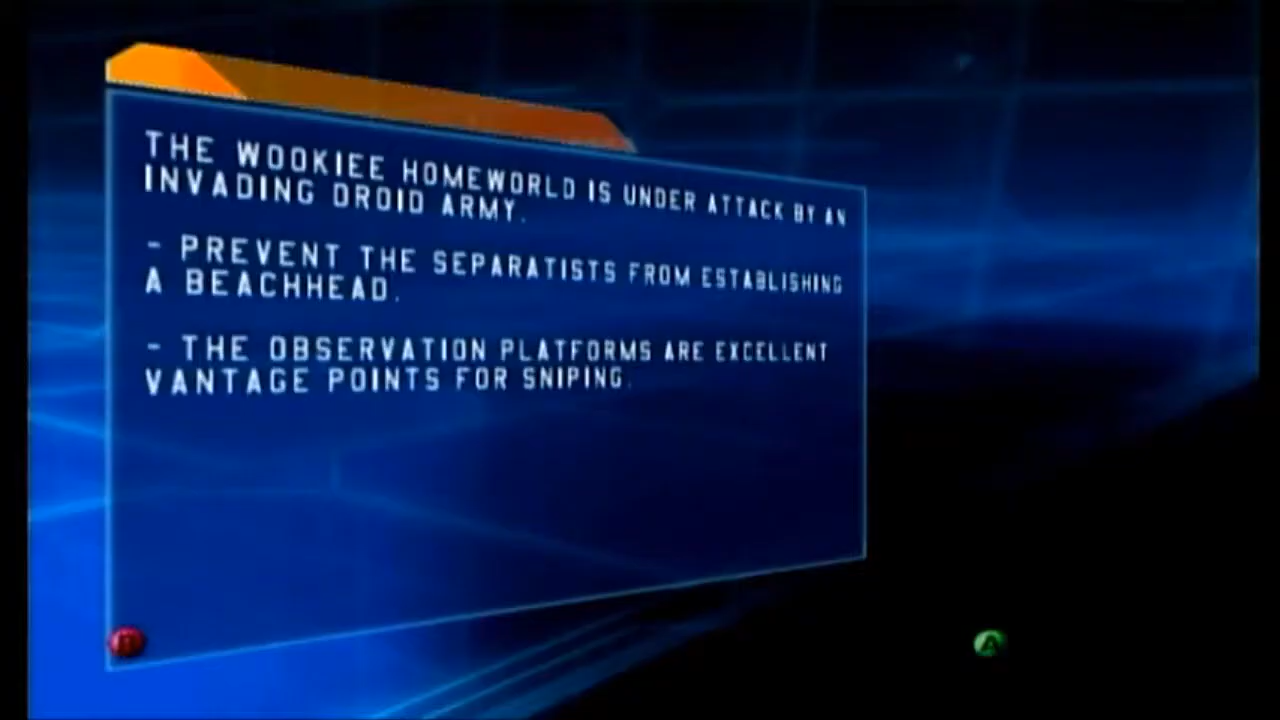 THE WOOKIEE HOMEWORLD IS UNDER ATTACK BY AN
INVADING DROID ARMY.
- PREVENT THE SEPARATISTS FROM ESTABLISHING
A BEACHHEAD.
- THE OBSERVATION PLATFORMS ARE EXCELLENT
VANTAGE POINTS FOR SNIPING.
B
A